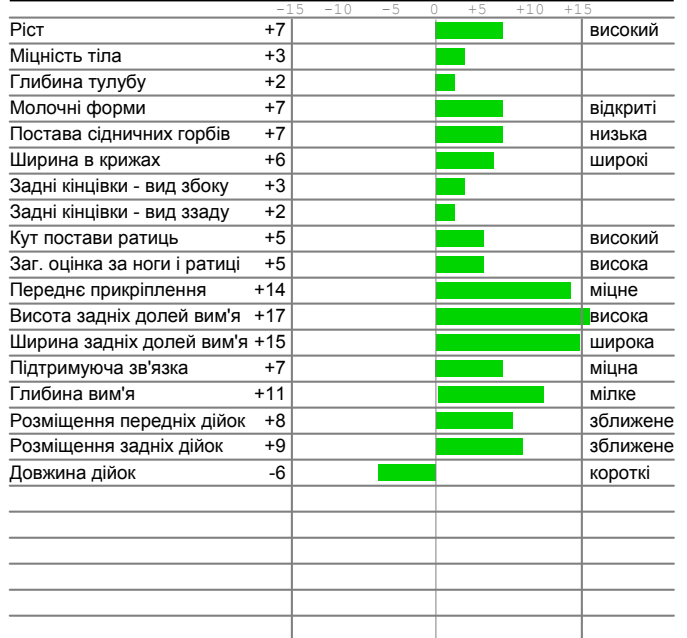 -15 -10 -5 0 +5 +10 +15
Ріст +7 високий
Міцність тіла +3
Глибина тулубу +2
Молочні форми +7 відкриті
Постава сідничних горбів +7 низька
Ширина в крижах +6 широкі
Задні кінцівки - вид збоку +3
Задні кінцівки - вид ззаду +2
Кут постави ратиць +5 високий
Заг. оцінка за ноги і ратиці +5 висока
Переднє прикріплення +14 міцне
Висота задніх долей вим'я +17 висока
Ширина задніх долей вим'я +15 широка
Підтримуюча зв'язка +7 міцна
Глибина вим'я +11 мілке
Розміщення передніх дійок +8 зближене
Розміщення задніх дійок +9 зближене
Довжина дійок -6 короткі